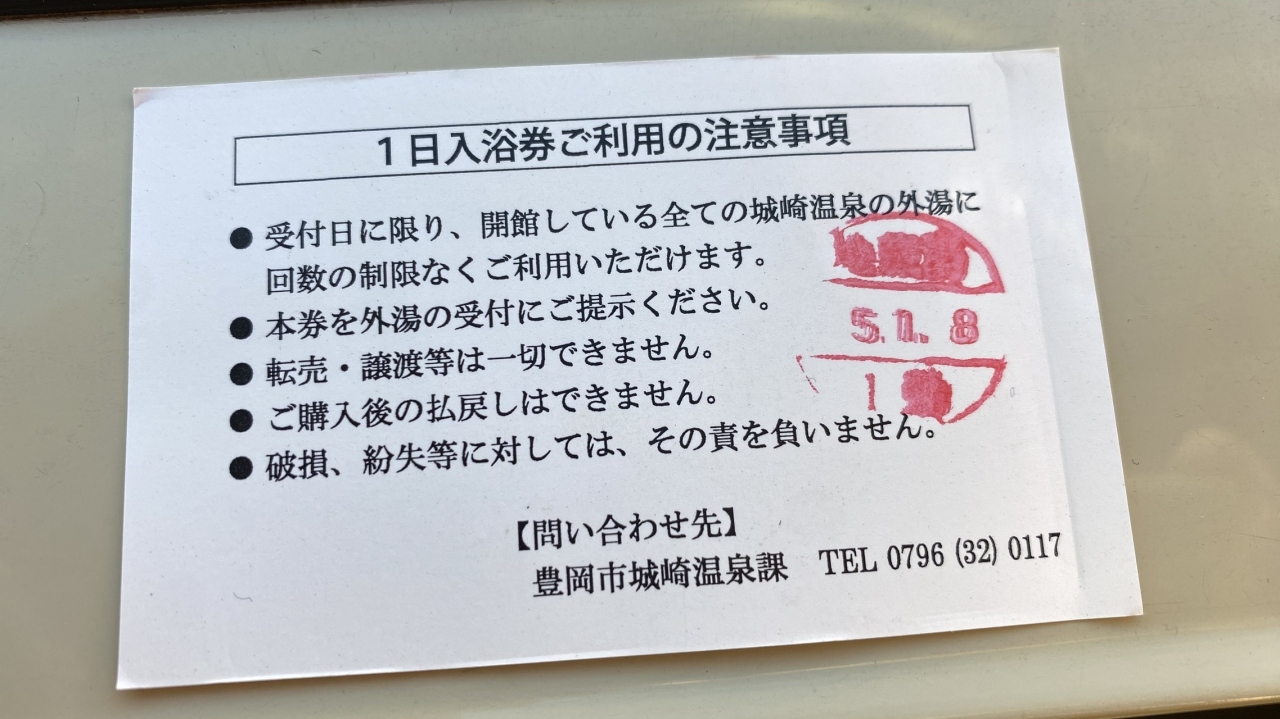 １日入浴券ご利用の注意事項
● 受付日に限り、開館している全ての城崎温泉の外湯に
回数の制限なくご利用いただけます。
● 本券を外湯の受付にご提示ください。
● 転売・譲渡等は一切できません。
● ご購入後の払戻しはできません。
● 破損、紛失等に対しては、その責を負いません。
5.1.8
【問い合わせ先】
豊岡市城崎温泉課 TEL 0796 (32) 0117